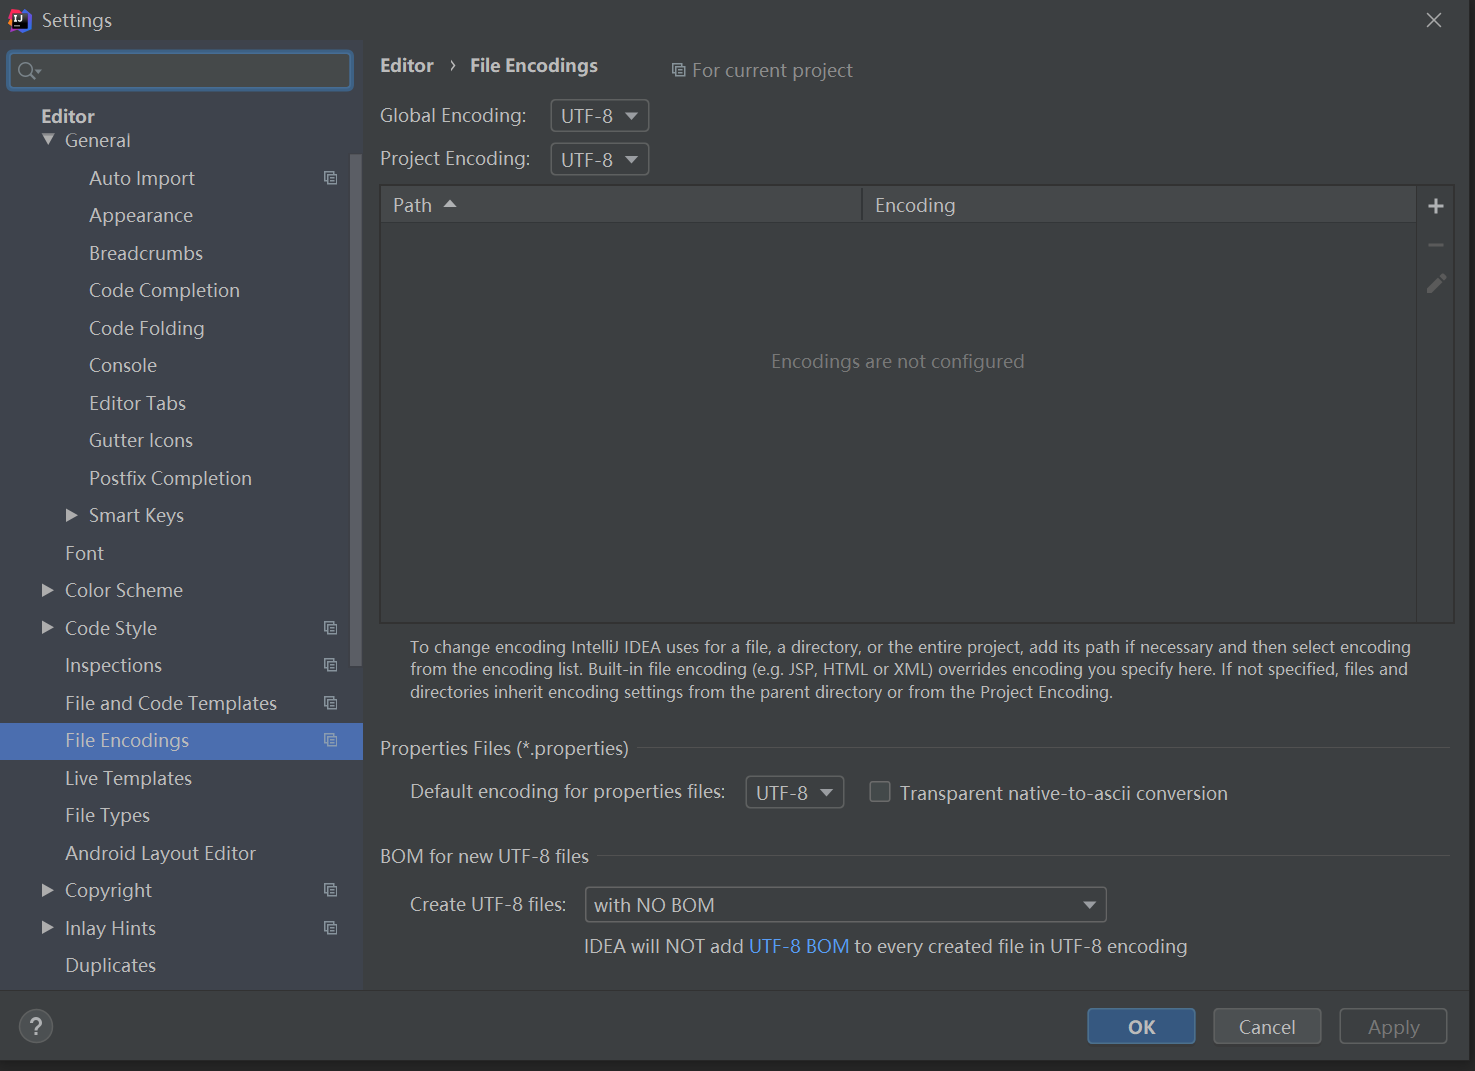 Settings
Editor
General
Auto Import
Appearance
Breadcrumbs
Code Completion
Code Folding
Console
Editor Tabs
Gutter Icons
Postfix Completion
Smart Keys
Font
Color Scheme
Code Style
Inspections
File and Code Templates
File Encodings
Live Templates
File Types
Android Layout Editor
Copyright
Inlay Hints
Duplicates
Editor › File Encodings For current project
Global Encoding: UTF-8
Project Encoding: UTF-8
Path Encoding
Encodings are not configured
To change encoding IntelliJ IDEA uses for a file, a directory, or the entire project, add its path if necessary and then select encoding
from the encoding list. Built-in file encoding (e.g. JSP, HTML or XML) overrides encoding you specify here. If not specified, files and
directories inherit encoding settings from the parent directory or from the Project Encoding.
Properties Files (*.properties)
Default encoding for properties files: UTF-8 Transparent native-to-ascii conversion
BOM for new UTF-8 files
Create UTF-8 files: with NO BOM
IDEA will NOT add UTF-8 BOM to every created file in UTF-8 encoding
? OK Cancel Apply